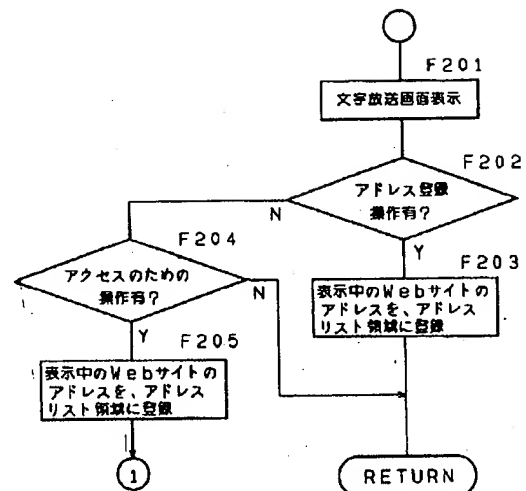 F201
文字放送画面表示
F202
アドレス登録
操作有?
N
Y
F204
F203
アクセスのための
操作有?
N
表示中のWebサイトの
アドレスを、アドレス
リスト領域に登録
Y
F205
表示中のWebサイトの
アドレスを、アドレス
リスト領域に登録
1
RETURN